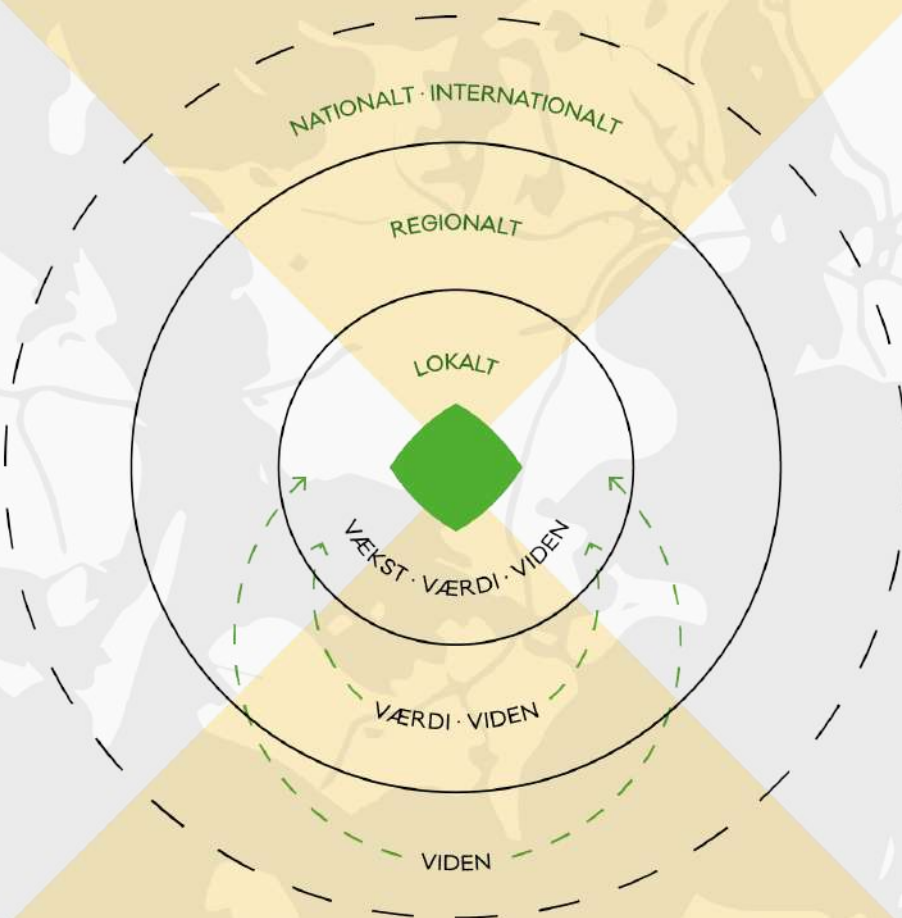 NATIONALT · INTERNATIONALT
REGIONALT
LOKALT
VÆKST · VÆRDI · VIDEN
VÆRDI · VIDEN
VIDEN